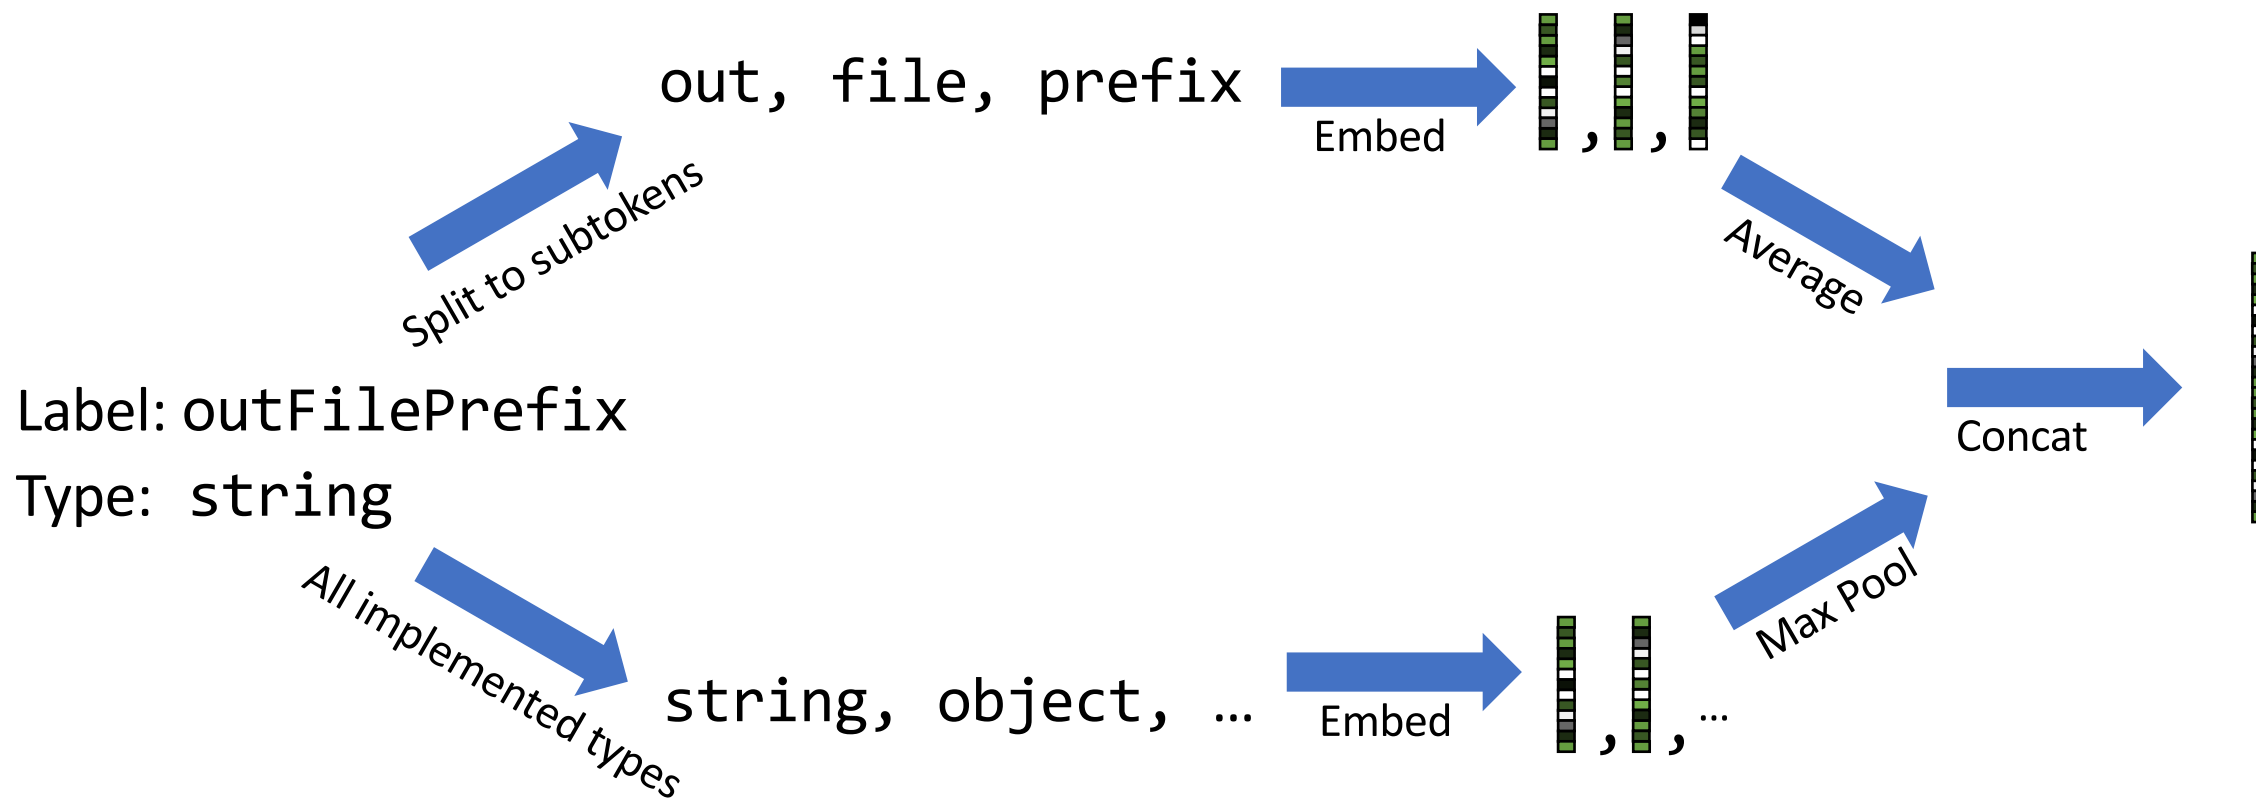 out, file, prefix
Embed
, ,
Split to subtokens
Average
Label: outFilePrefix
Type: string
Concat
All implemented types
string, object, …
Embed
, , …
Max Pool